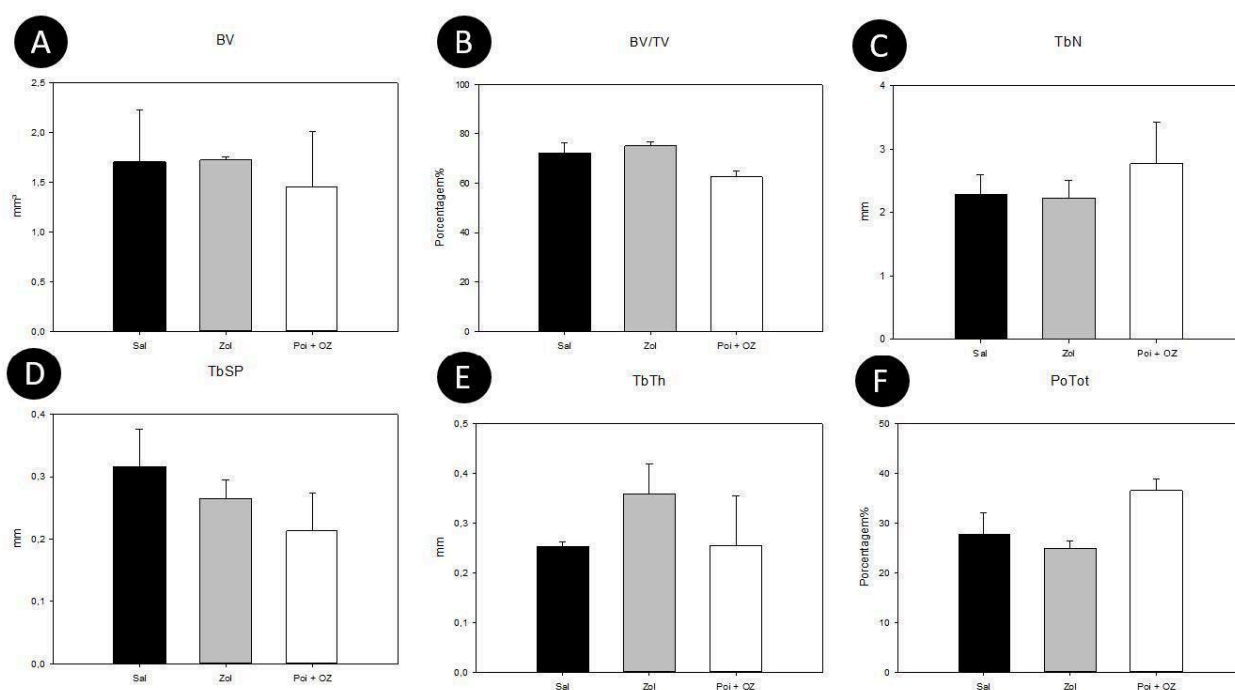 A
BV
2,5
2,0
1,5
1,0
0,5
0,0
mm³
Sal Zol Poi + OZ
B
BV/TV
100
80
60
40
20
0
Porcentagem%
Sal Zol Poi + OZ
C
TbN
4
3
2
1
0
mm
Sal Zol Poi + OZ
D
TbSP
0,4
0,3
0,2
0,1
0,0
mm
Sal Zol Poi + OZ
E
TbTh
0,5
0,4
0,3
0,2
0,1
0,0
mm
Sal Zol Poi + OZ
F
PoTot
50
40
30
20
10
0
Porcentagem%
Sal Zol Poi + OZ